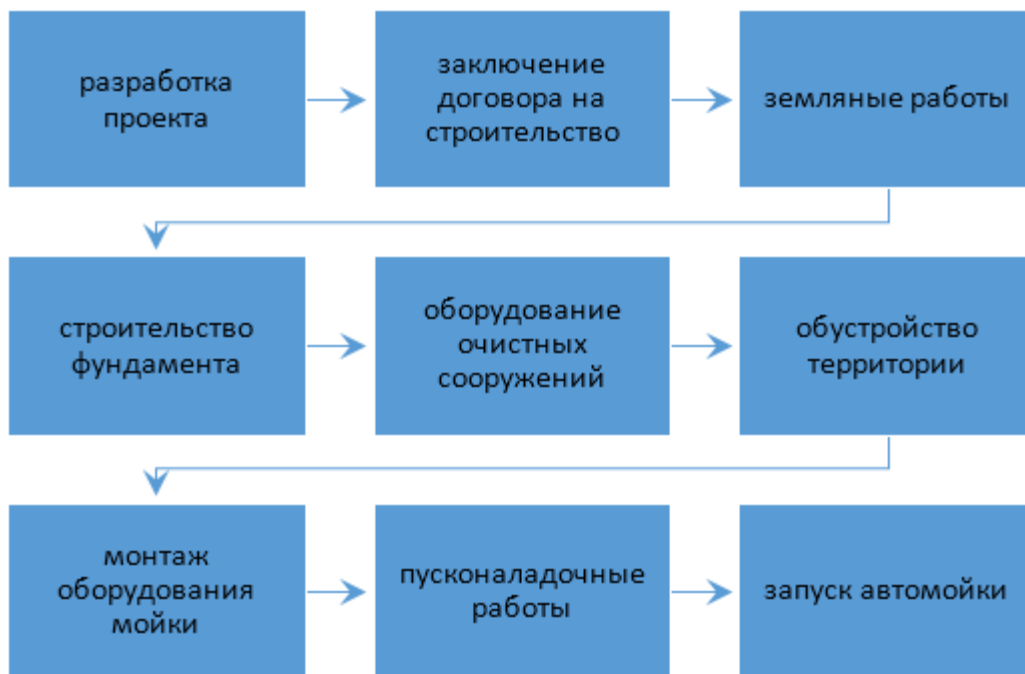 разработка
проекта
заключение
договора на
строительство
земляные работы
строительство
фундамента
оборудование
очистных
сооружений
обустройство
территории
монтаж
оборудования
мойки
пусконаладочные
работы
запуск автомойки